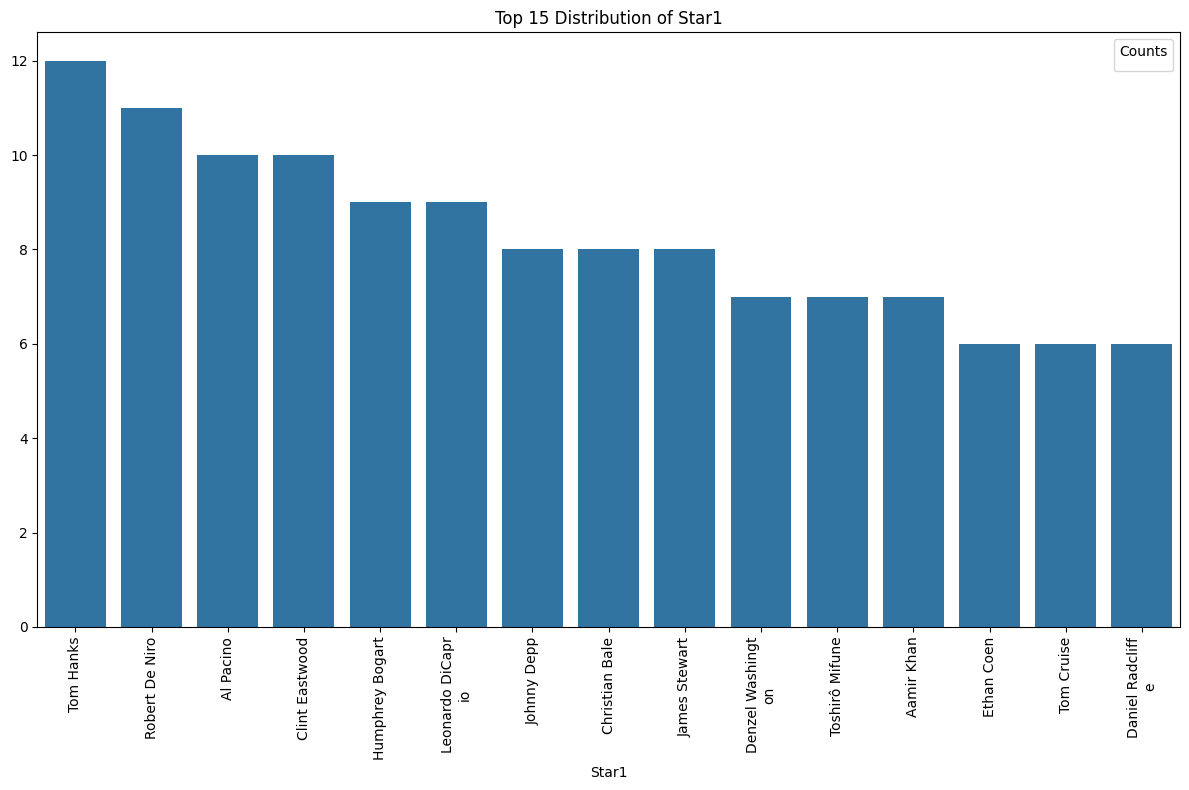 Top 15 Distribution of Star1
Counts
12
10
8
6
4
2
0
Tom Hanks
Robert De Niro
Al Pacino
Clint Eastwood
Humphrey Bogart
Leonardo DiCapr
io
Johnny Depp
Christian Bale
James Stewart
Denzel Washingt
on
Toshirô Mifune
Aamir Khan
Ethan Coen
Tom Cruise
Daniel Radcliff
e
Star1